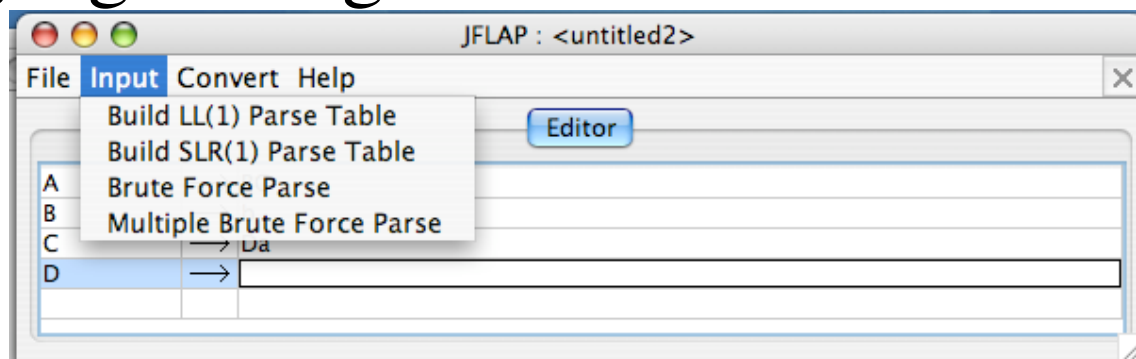 JFLAP : <untitled2>
File Input Convert Help
Build LL(1) Parse Table
Editor
Build SLR(1) Parse Table
A
Brute Force Parse
B
Multiple Brute Force Parse
C → Da
D →